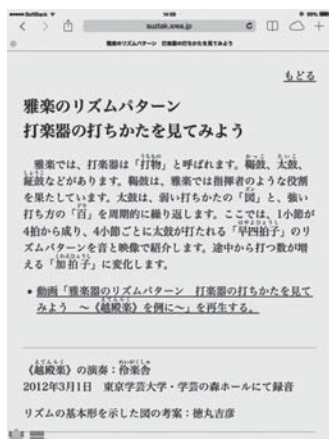 SoftBank 14:59
suztak.xrea.jp
雅楽のリズムパターン 打楽器の打ちかたを見てみよう
もどる
雅楽のリズムパターン
打楽器の打ちかたを見てみよう
雅楽では、打楽器は「打物」と呼ばれます。鞨鼓、太鼓、
鉦鼓などがあります。鞨鼓は、雅楽では指揮者のような役割
を果たしています。太鼓は、弱い打ちかたの「図」と、強い
打ち方の「百」を周期的に繰り返します。ここでは、1小節が
4拍から成り、4小節ごとに太鼓が打たれる「早四拍子」のリ
ズムパターンを音と映像で紹介します。途中から打つ数が増
える「加拍子」に変化します。
• 動画「雅楽のリズムパターン 打楽器の打ちかたを見て
みよう ～《越殿楽》を例に～」を再生する。
《越殿楽》の演奏：伶楽舎
2012年3月1日 東京学芸大学・学芸の森ホールにて録音
リズムの基本形を示した図の考案：徳丸吉彦